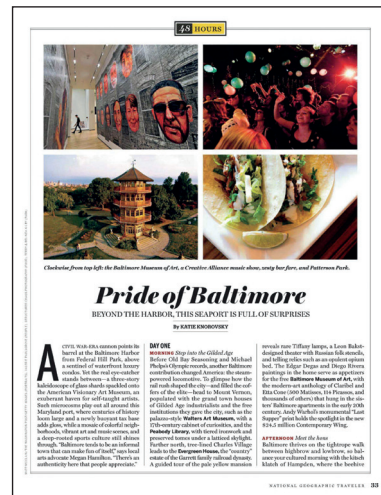 48 HOURS
Clockwise from top left: the Baltimore Museum of Art, a Creative Alliance music show, zesty bar fare, and Patterson Park.
Pride of Baltimore
BEYOND THE HARBOR, THIS SEAPORT IS FULL OF SURPRISES
By KATIE KNOROVSKY
A CIVIL WAR-ERA cannon points its
barrel at the Baltimore Harbor
from Federal Hill Park, above
a sentinel of waterfront luxury
condos. Yet the real eye-catcher
stands between—a three-story
kaleidoscope of glass shards spackled onto
the American Visionary Art Museum, an
exuberant haven for self-taught artists.
Such microcosms play out all around this
Maryland port, where centuries of history
loom large and a newly buoyant tax base
adds gloss, while a mosaic of colorful neigh-
borhoods, vibrant art and music scenes, and
a deep-rooted sports culture still shines
through. "Baltimore tends to be an informal
town that can make fun of itself," says local
arts advocate Megan Hamilton. "There's an
authenticity here that people appreciate."
DAY ONE
MORNING Step into the Gilded Age
Before Old Bay Seasoning and Michael
Phelps's Olympic records, another Baltimore
contribution changed America: the steam-
powered locomotive. To glimpse how the
rail rush shaped the city—and filled the cof-
fers of the elite—head to Mount Vernon,
populated with the grand town houses
of Gilded Age industrialists and the fine
institutions they gave the city, such as the
palazzo-style Walters Art Museum, with a
17th-century cabinet of curiosities, and the
Peabody Library, with tiered ironwork and
preserved tomes under a latticed skylight.
Farther north, tree-lined Charles Village
leads to the Evergreen House, the "country"
estate of the Garrett family railroad dynasty.
A guided tour of the pale yellow mansion
reveals rare Tiffany lamps, a Leon Bakst-
designed theater with Russian folk stencils,
and telling relics such as an opulent opium
bed. The Edgar Degas and Diego Rivera
paintings in the home serve as appetizers
for the free Baltimore Museum of Art, with
the modern-art anthology of Claribel and
Etta Cone (500 Matisses, 114 Picassos, and
thousands of others) that hung in the sis-
ters' Baltimore apartments in the early 20th
century. Andy Warhol's monumental "Last
Supper" print holds the spotlight in the new
$24.5 million Contemporary Wing.
AFTERNOON Meet the hons
Baltimore thrives on the tightrope walk
between highbrow and lowbrow, so bal-
ance your cultured morning with the kitsch
klatch of Hampden, where the beehive
NATIONAL GEOGRAPHIC TRAVELER 33